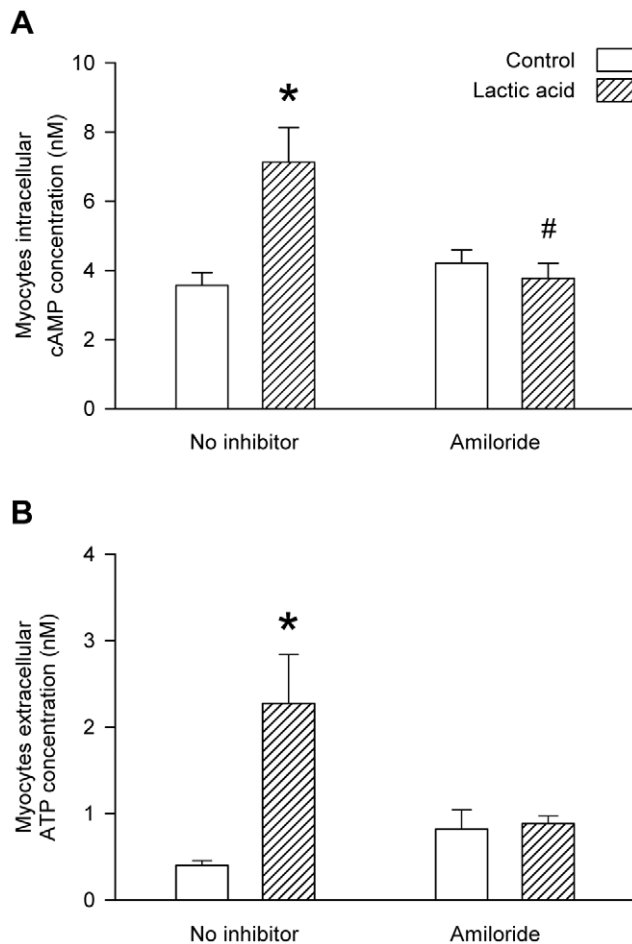 A
Myocytes intracellular
cAMP concentration (nM)
10
8
6
4
2
0
*
#
Control
Lactic acid
No inhibitor
Amiloride
B
Myocytes extracellular
ATP concentration (nM)
4
3
2
1
0
*
No inhibitor
Amiloride